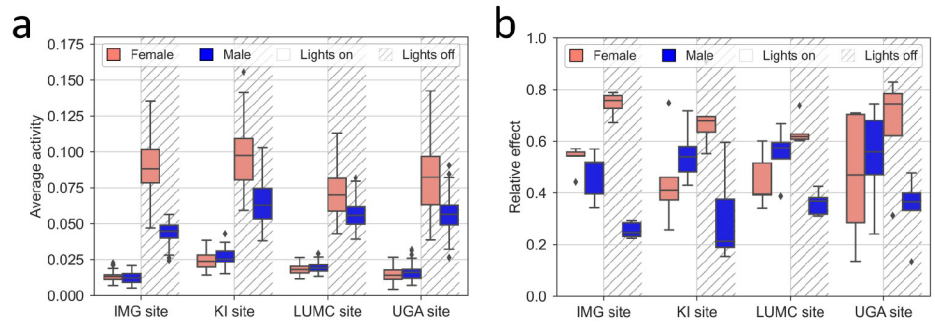 a
Average activity
0.175
0.150
0.125
0.100
0.075
0.050
0.025
0.000
Female Male Lights on Lights off
IMG site KI site LUMC site UGA site
b
Relative effect
1.0
0.8
0.6
0.4
0.2
0.0
Female Male Lights on Lights off
IMG site KI site LUMC site UGA site